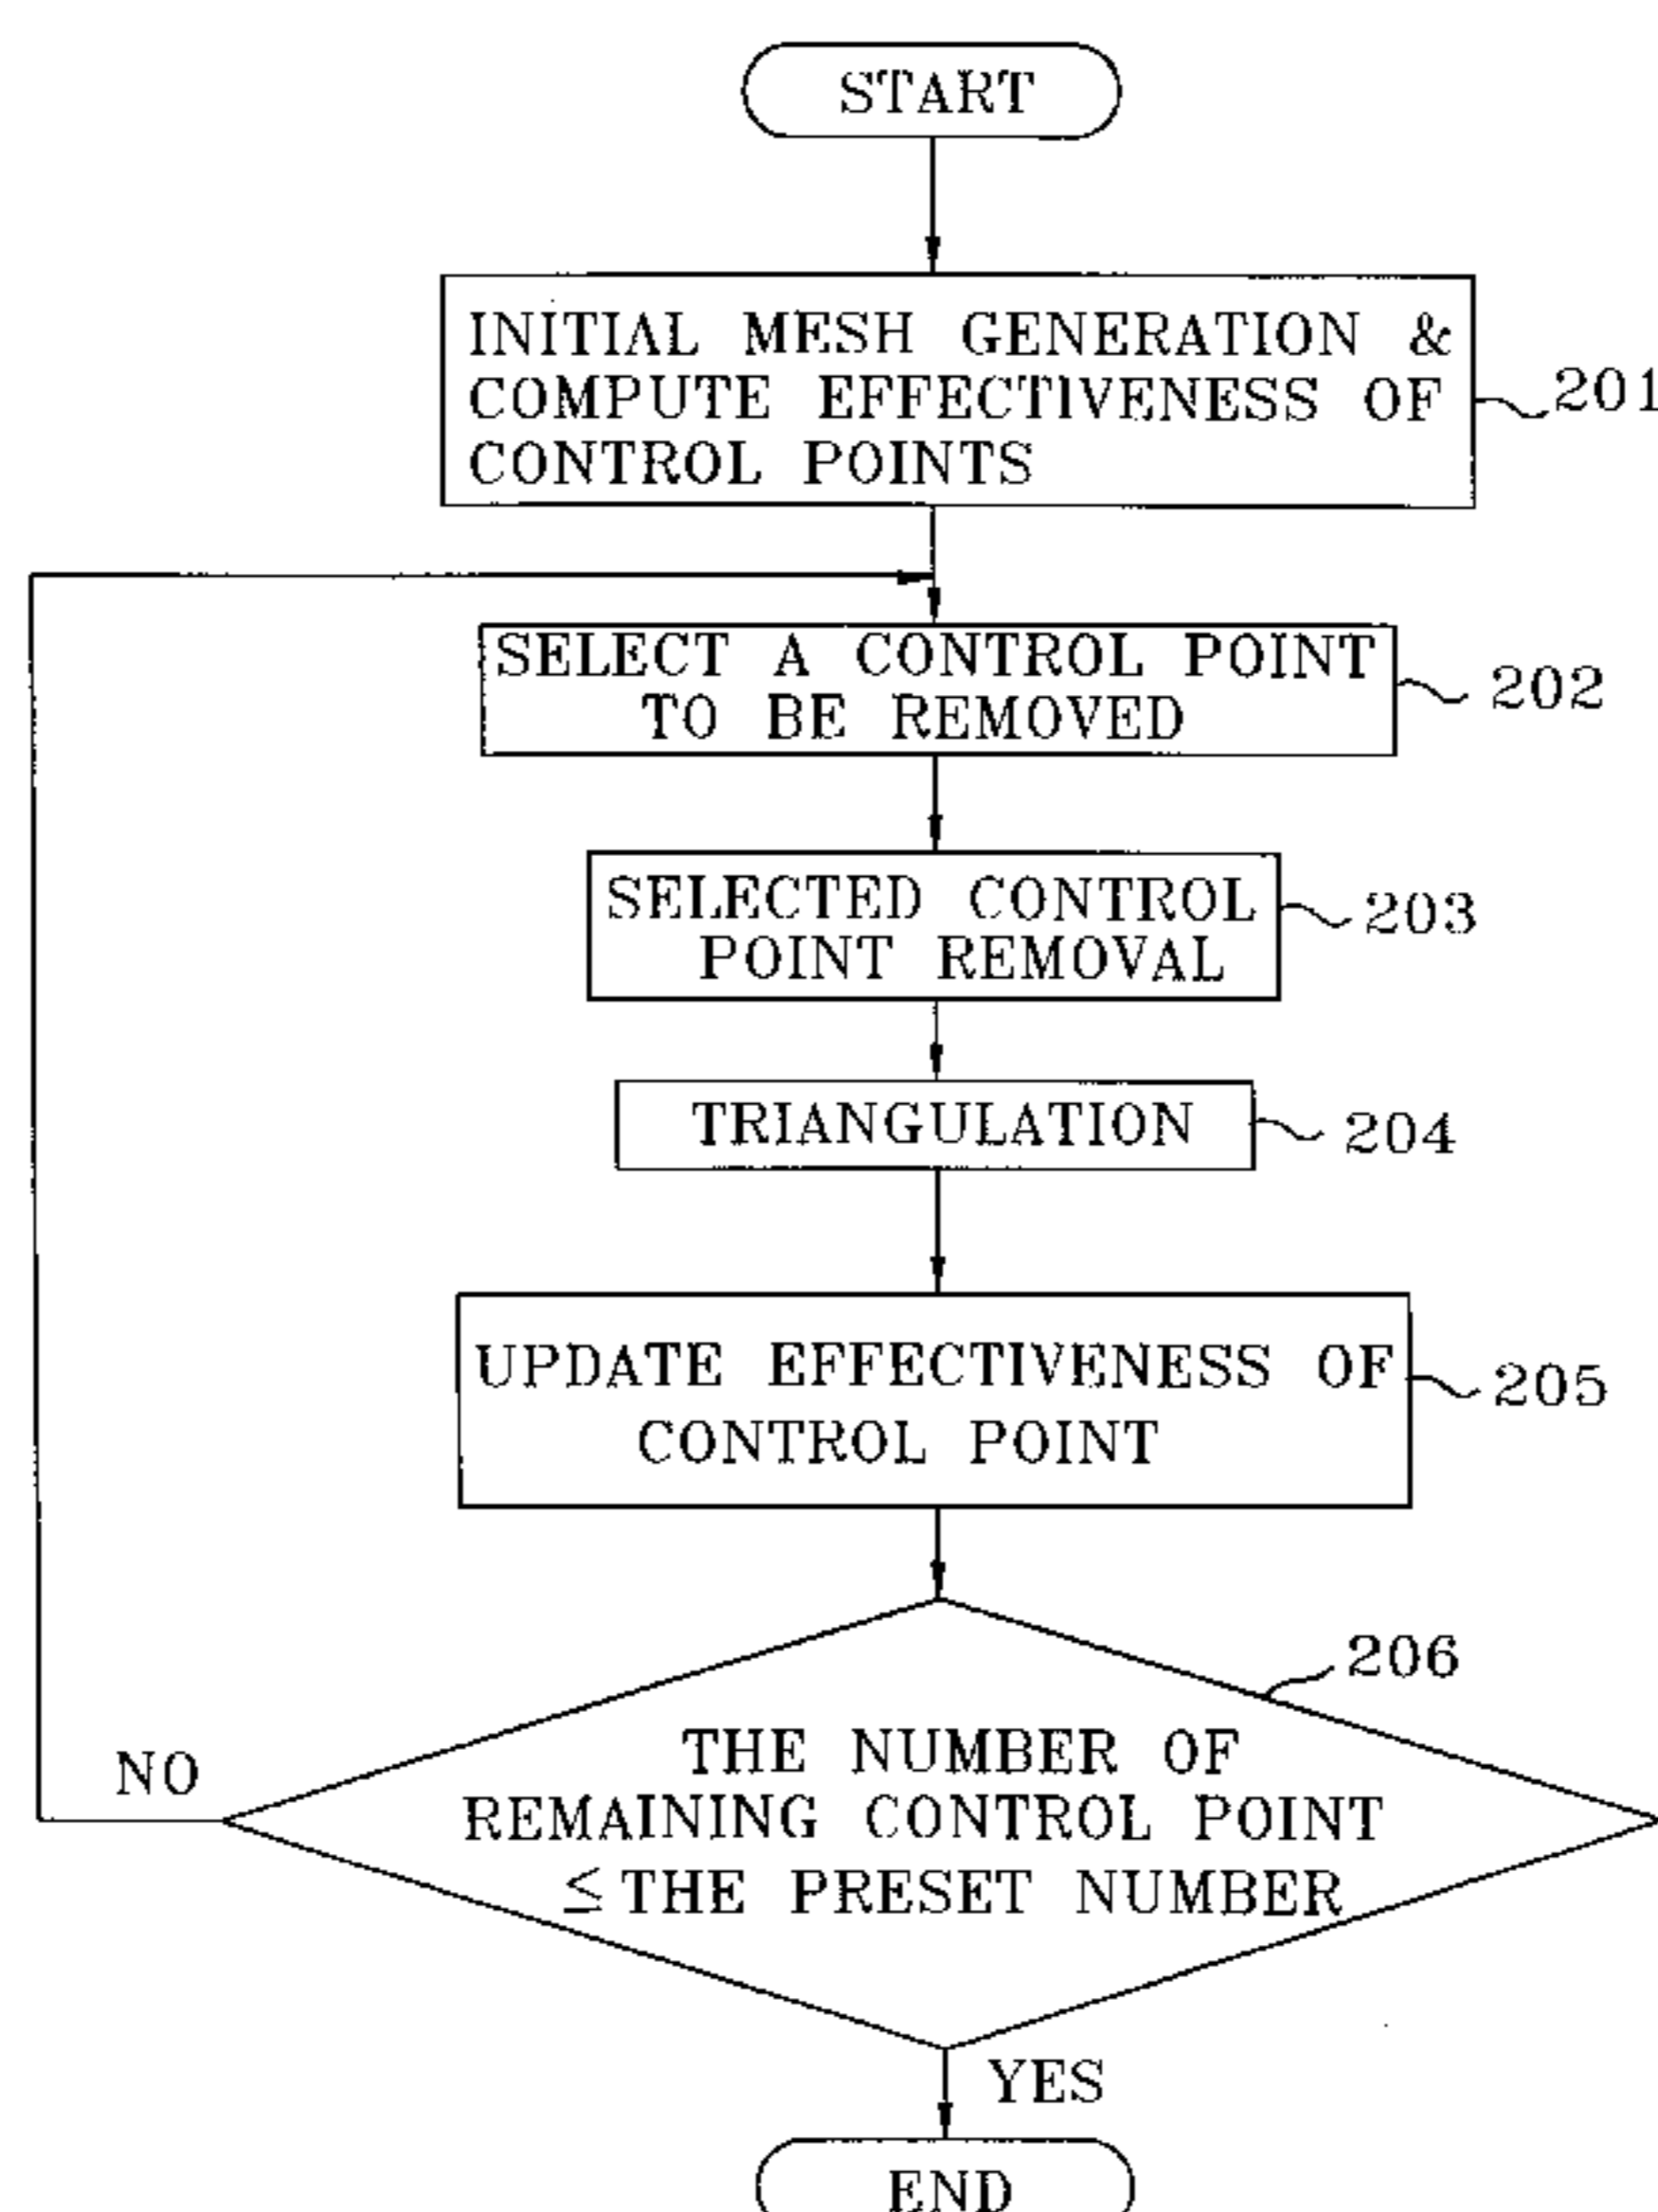 START
INITIAL MESH GENERATION &
COMPUTE EFFECTIVENESS OF
CONTROL POINTS
201
SELECT A CONTROL POINT
TO BE REMOVED
202
SELECTED CONTROL
POINT REMOVAL
203
TRIANGULATION
204
UPDATE EFFECTIVENESS OF
CONTROL POINT
205
206
THE NUMBER OF
REMAINING CONTROL POINT
≤ THE PRESET NUMBER
NO
YES
END